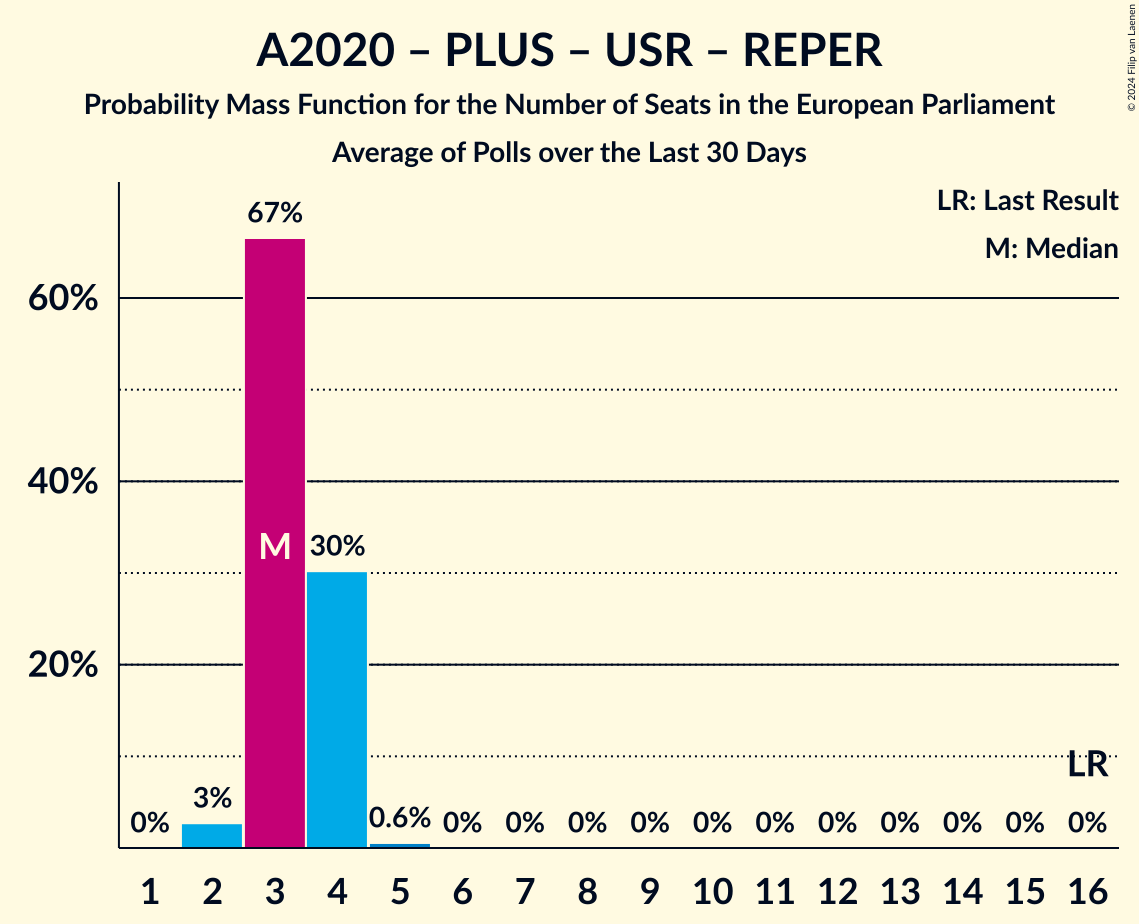 A2020 – PLUS – USR – REPER
Probability Mass Function for the Number of Seats in the European Parliament
Average of Polls over the Last 30 Days
© 2024 Filip van Laenen
LR: Last Result
M: Median
67%
60%
40%
M
30%
20%
LR
0%
3%
0.6%
0%
0%
0%
0%
0%
0%
0%
0%
0%
0%
0%
1 2 3 4 5 6 7 8 9 10 11 12 13 14 15 16